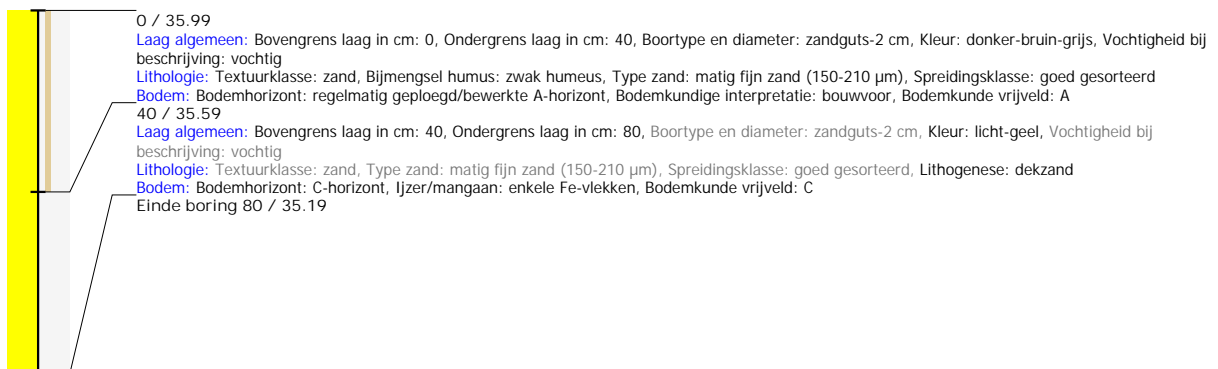 0 / 35.99
Laag algemeen: Bovengrens laag in cm: 0, Ondergrens laag in cm: 40, Boortype en diameter: zandguts-2 cm, Kleur: donker-bruin-grijs, Vochtigheid bij
beschrijving: vochtig
Lithologie: Textuurklasse: zand, Bijmengsel humus: zwak humeus, Type zand: matig fijn zand (150-210 µm), Spreidingsklasse: goed gesorteerd
Bodem: Bodemhorizont: regelmatig geploegd/bewerkte A-horizont, Bodemkundige interpretatie: bouwvoor, Bodemkunde vrijveld: A
40 / 35.59
Laag algemeen: Bovengrens laag in cm: 40, Ondergrens laag in cm: 80, Boortype en diameter: zandguts-2 cm, Kleur: licht-geel, Vochtigheid bij
beschrijving: vochtig
Lithologie: Textuurklasse: zand, Type zand: matig fijn zand (150-210 µm), Spreidingsklasse: goed gesorteerd, Lithogenese: dekzand
Bodem: Bodemhorizont: C-horizont, Ijzer/mangaan: enkele Fe-vlekken, Bodemkunde vrijveld: C
Einde boring 80 / 35.19